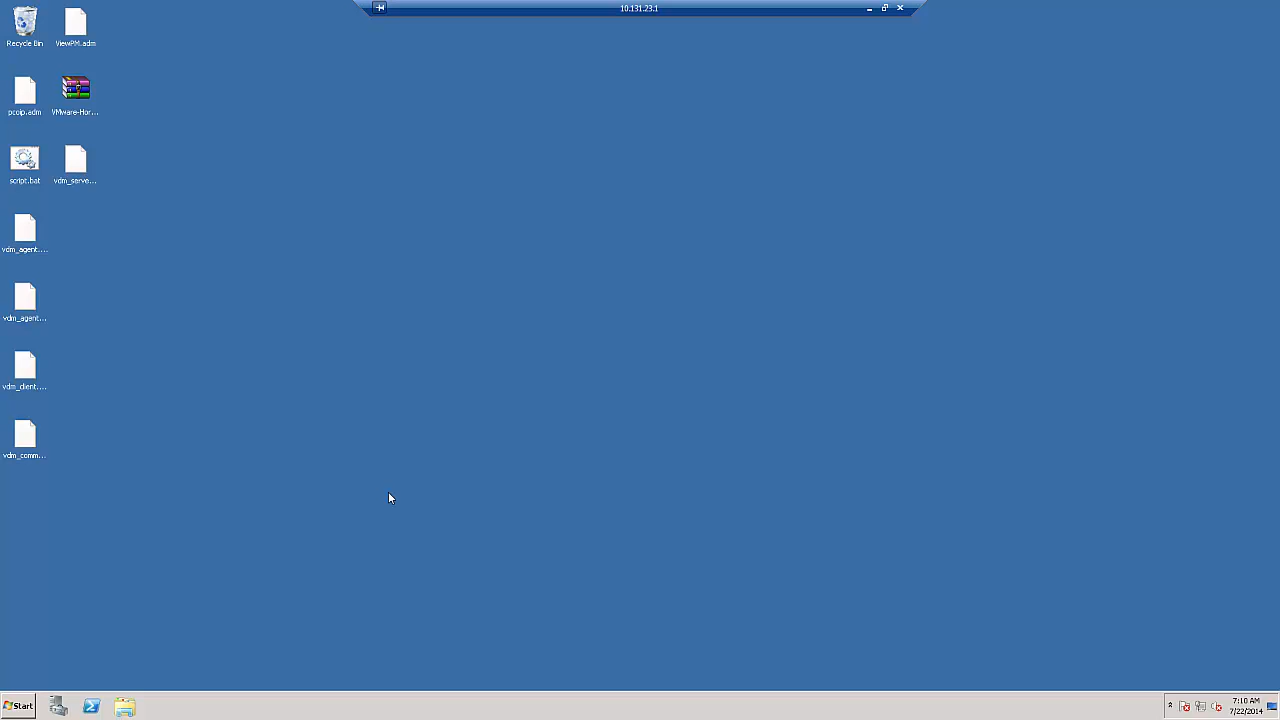 10.131.23.1
Recycle Bin
ViewPM.adm
pcoip.adm
VMware-Hor...
script.bat
vdm_serve...
vdm_agent....
vdm_agent...
vdm_client....
vdm_comm...
Start
7:10 AM
7/22/2014